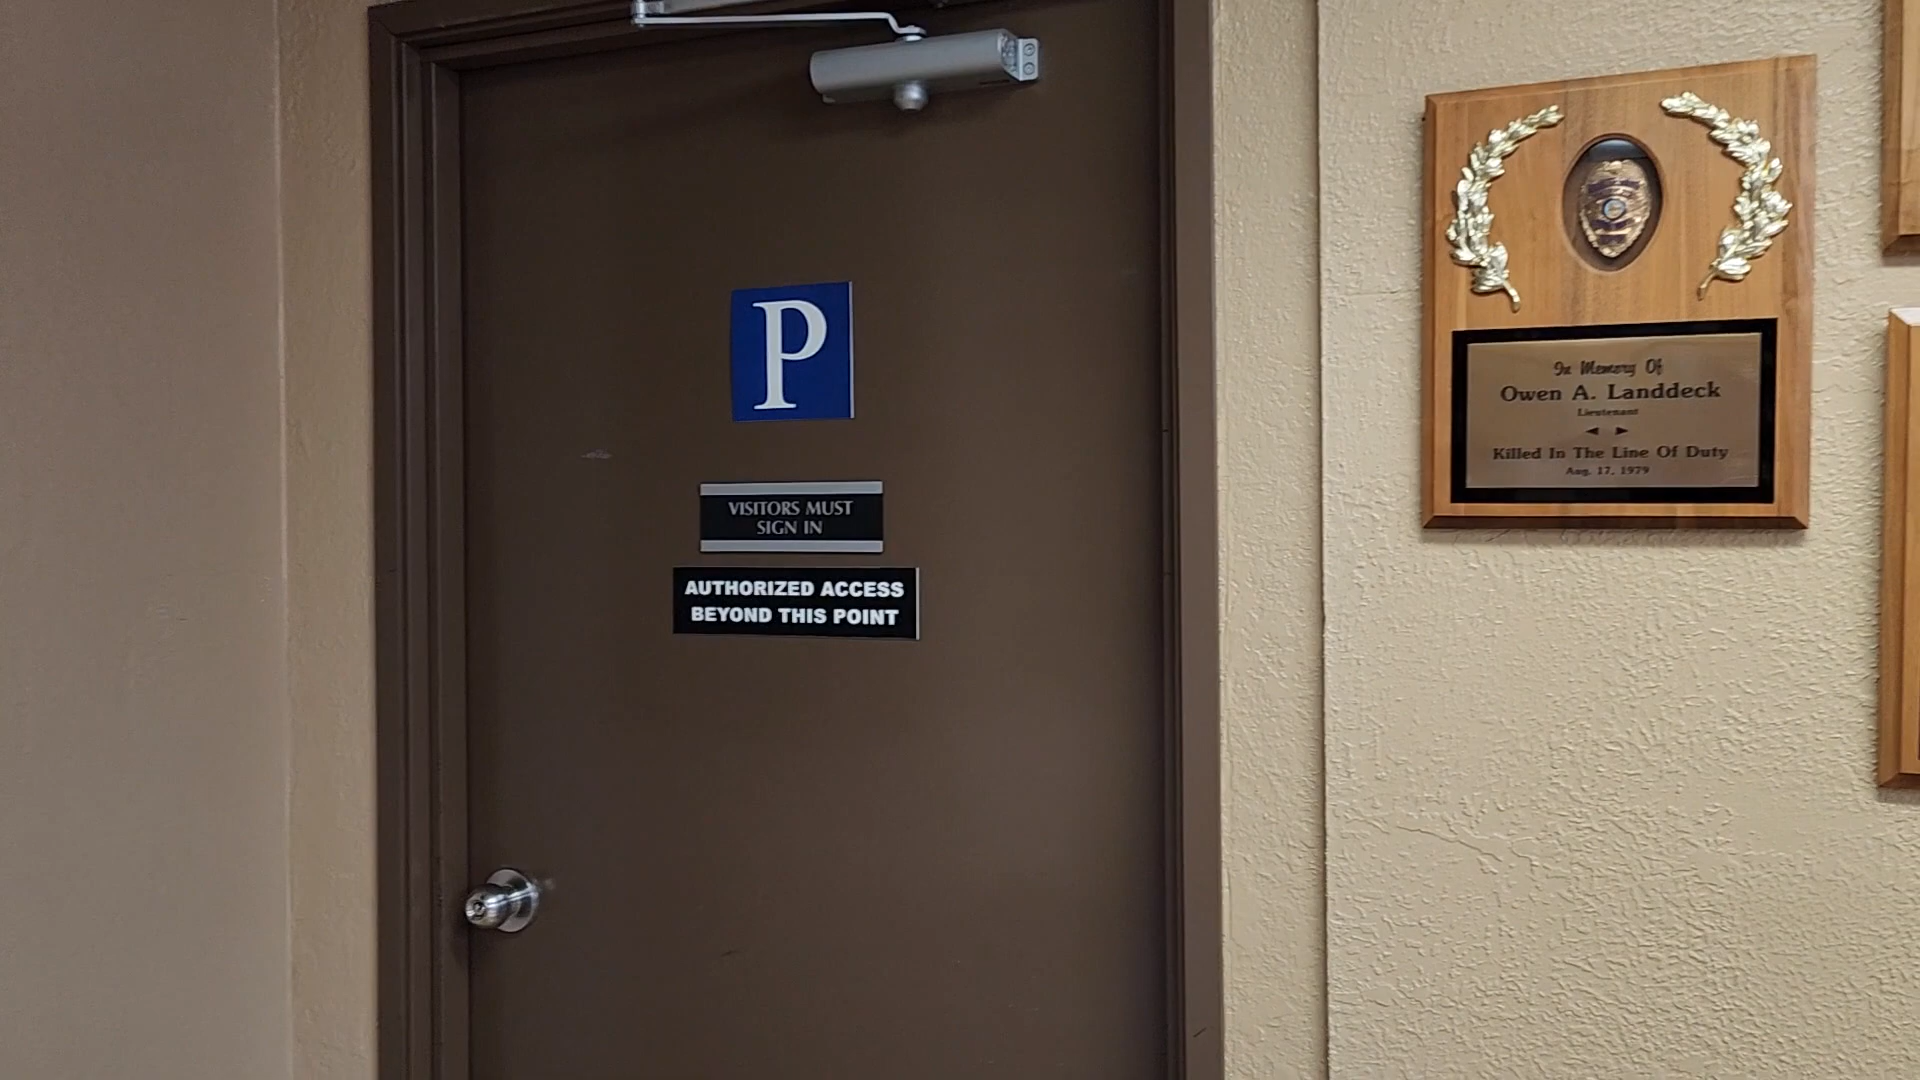 P
VISITORS MUST
SIGN IN
AUTHORIZED ACCESS
BEYOND THIS POINT
In Memory Of
Owen A. Landdeck
Lieutenant
Killed In The Line Of Duty
Aug. 17, 1979